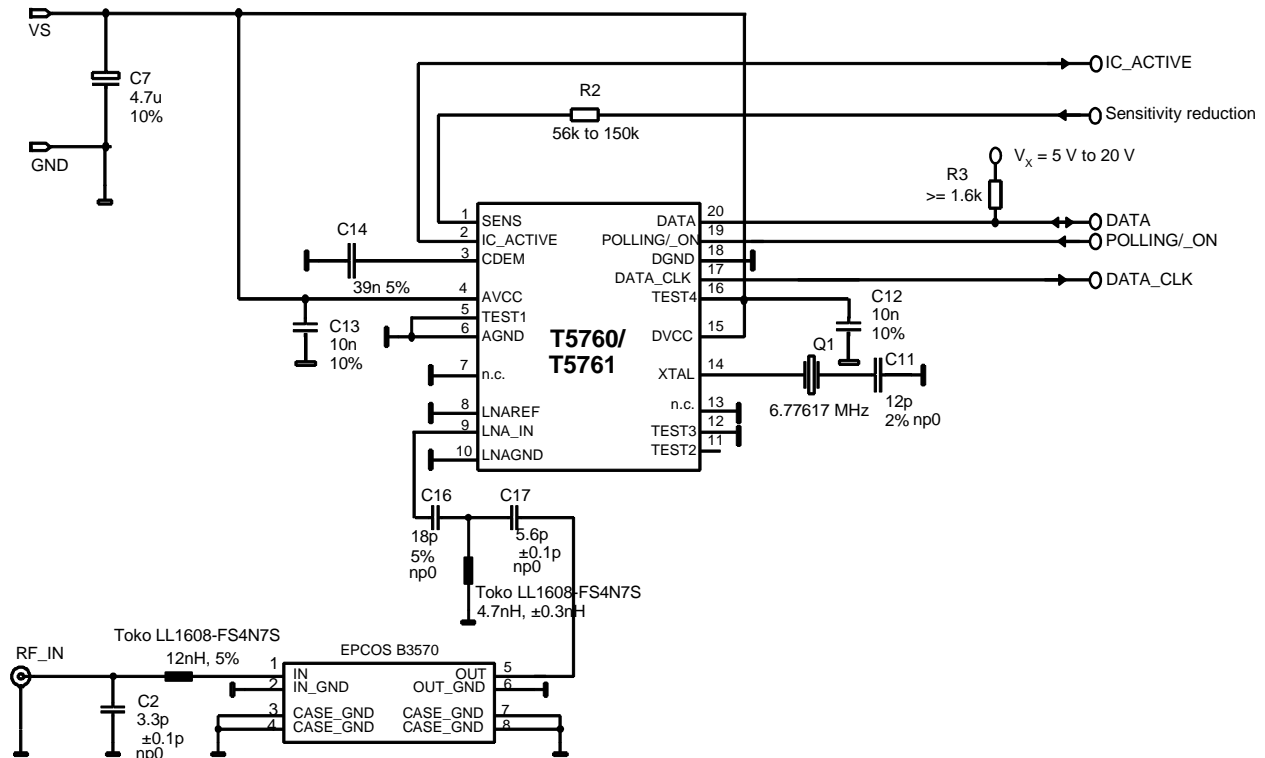 VS
C7
4.7u
10%
GND
IC_ACTIVE
R2
56k to 150k
Sensitivity reduction
VX = 5 V to 20 V
R3
>= 1.6k
DATA
POLLING/_ON
DATA_CLK
C14
39n 5%
C13
10n
10%
1 SENS
2 IC_ACTIVE
3 CDEM
4 AVCC
5 TEST1
6 AGND
7 n.c.
8 LNAREF
9 LNA_IN
10 LNAGND
T5760/
T5761
DATA 20
POLLING/_ON 19
DGND 18
DATA_CLK 17
TEST4 16
DVCC 15
XTAL 14
n.c. 13
TEST3 12
TEST2 11
C12
10n
10%
Q1
6.77617 MHz
C11
12p
2% np0
C16
18p
5%
np0
C17
5.6p
±0.1p
np0
Toko LL1608-FS4N7S
4.7nH, ±0.3nH
RF_IN
Toko LL1608-FS4N7S
12nH, 5%
C2
3.3p
±0.1p
np0
EPCOS B3570
1 IN
2 IN_GND
3 CASE_GND
4 CASE_GND
OUT 5
OUT_GND 6
CASE_GND 7
CASE_GND 8